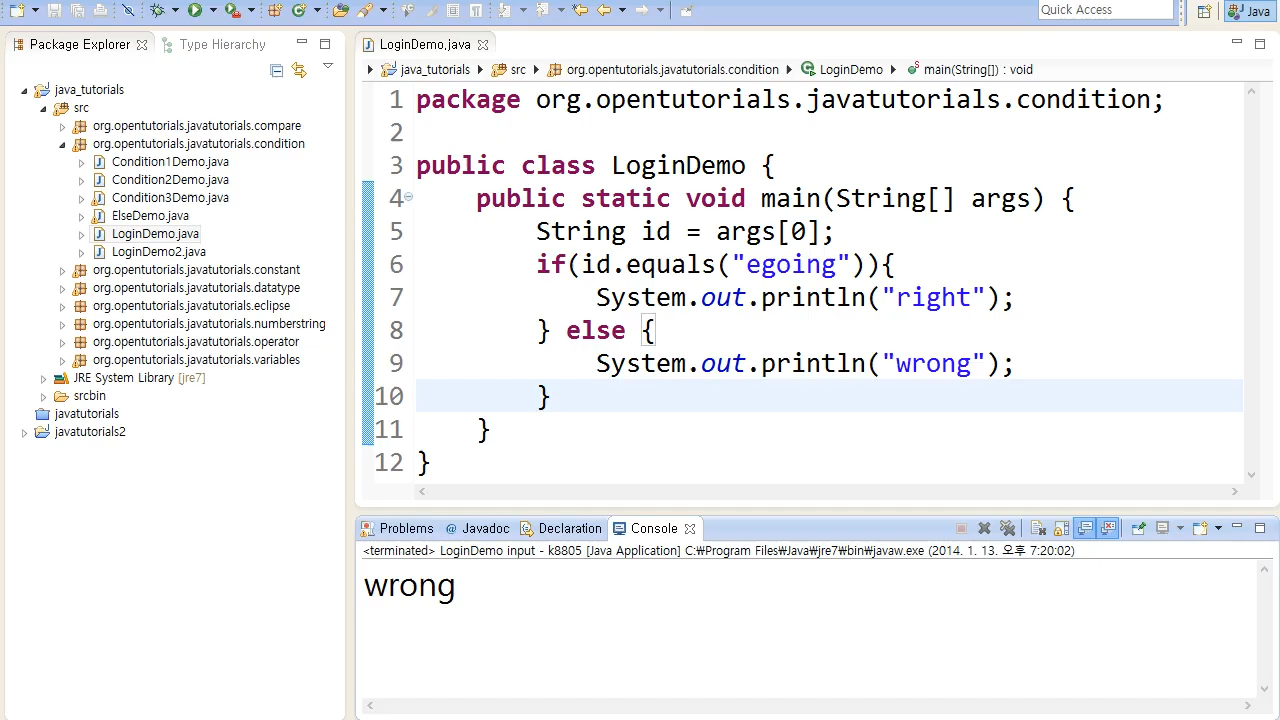 Quick Access
Java
Package Explorer
Type Hierarchy
java_tutorials
src
org.opentutorials.javatutorials.compare
org.opentutorials.javatutorials.condition
Condition1Demo.java
Condition2Demo.java
Condition3Demo.java
ElseDemo.java
LoginDemo.java
LoginDemo2.java
org.opentutorials.javatutorials.constant
org.opentutorials.javatutorials.datatype
org.opentutorials.javatutorials.eclipse
org.opentutorials.javatutorials.numberstring
org.opentutorials.javatutorials.operator
org.opentutorials.javatutorials.variables
JRE System Library [jre7]
srcbin
javatutorials
javatutorials2
LoginDemo.java
java_tutorials src org.opentutorials.javatutorials.condition LoginDemo main(String[]) : void
1 package org.opentutorials.javatutorials.condition;
2
3 public class LoginDemo {
4 public static void main(String[] args) {
5 String id = args[0];
6 if(id.equals("egoing")){
7 System.out.println("right");
8 } else {
9 System.out.println("wrong");
10 }
11 }
12 }
Problems @ Javadoc Declaration Console
<terminated> LoginDemo input - k8805 [Java Application] C:₩Program Files₩Java₩jre7₩bin₩javaw.exe (2014. 1. 13. 오후 7:20:02)
wrong